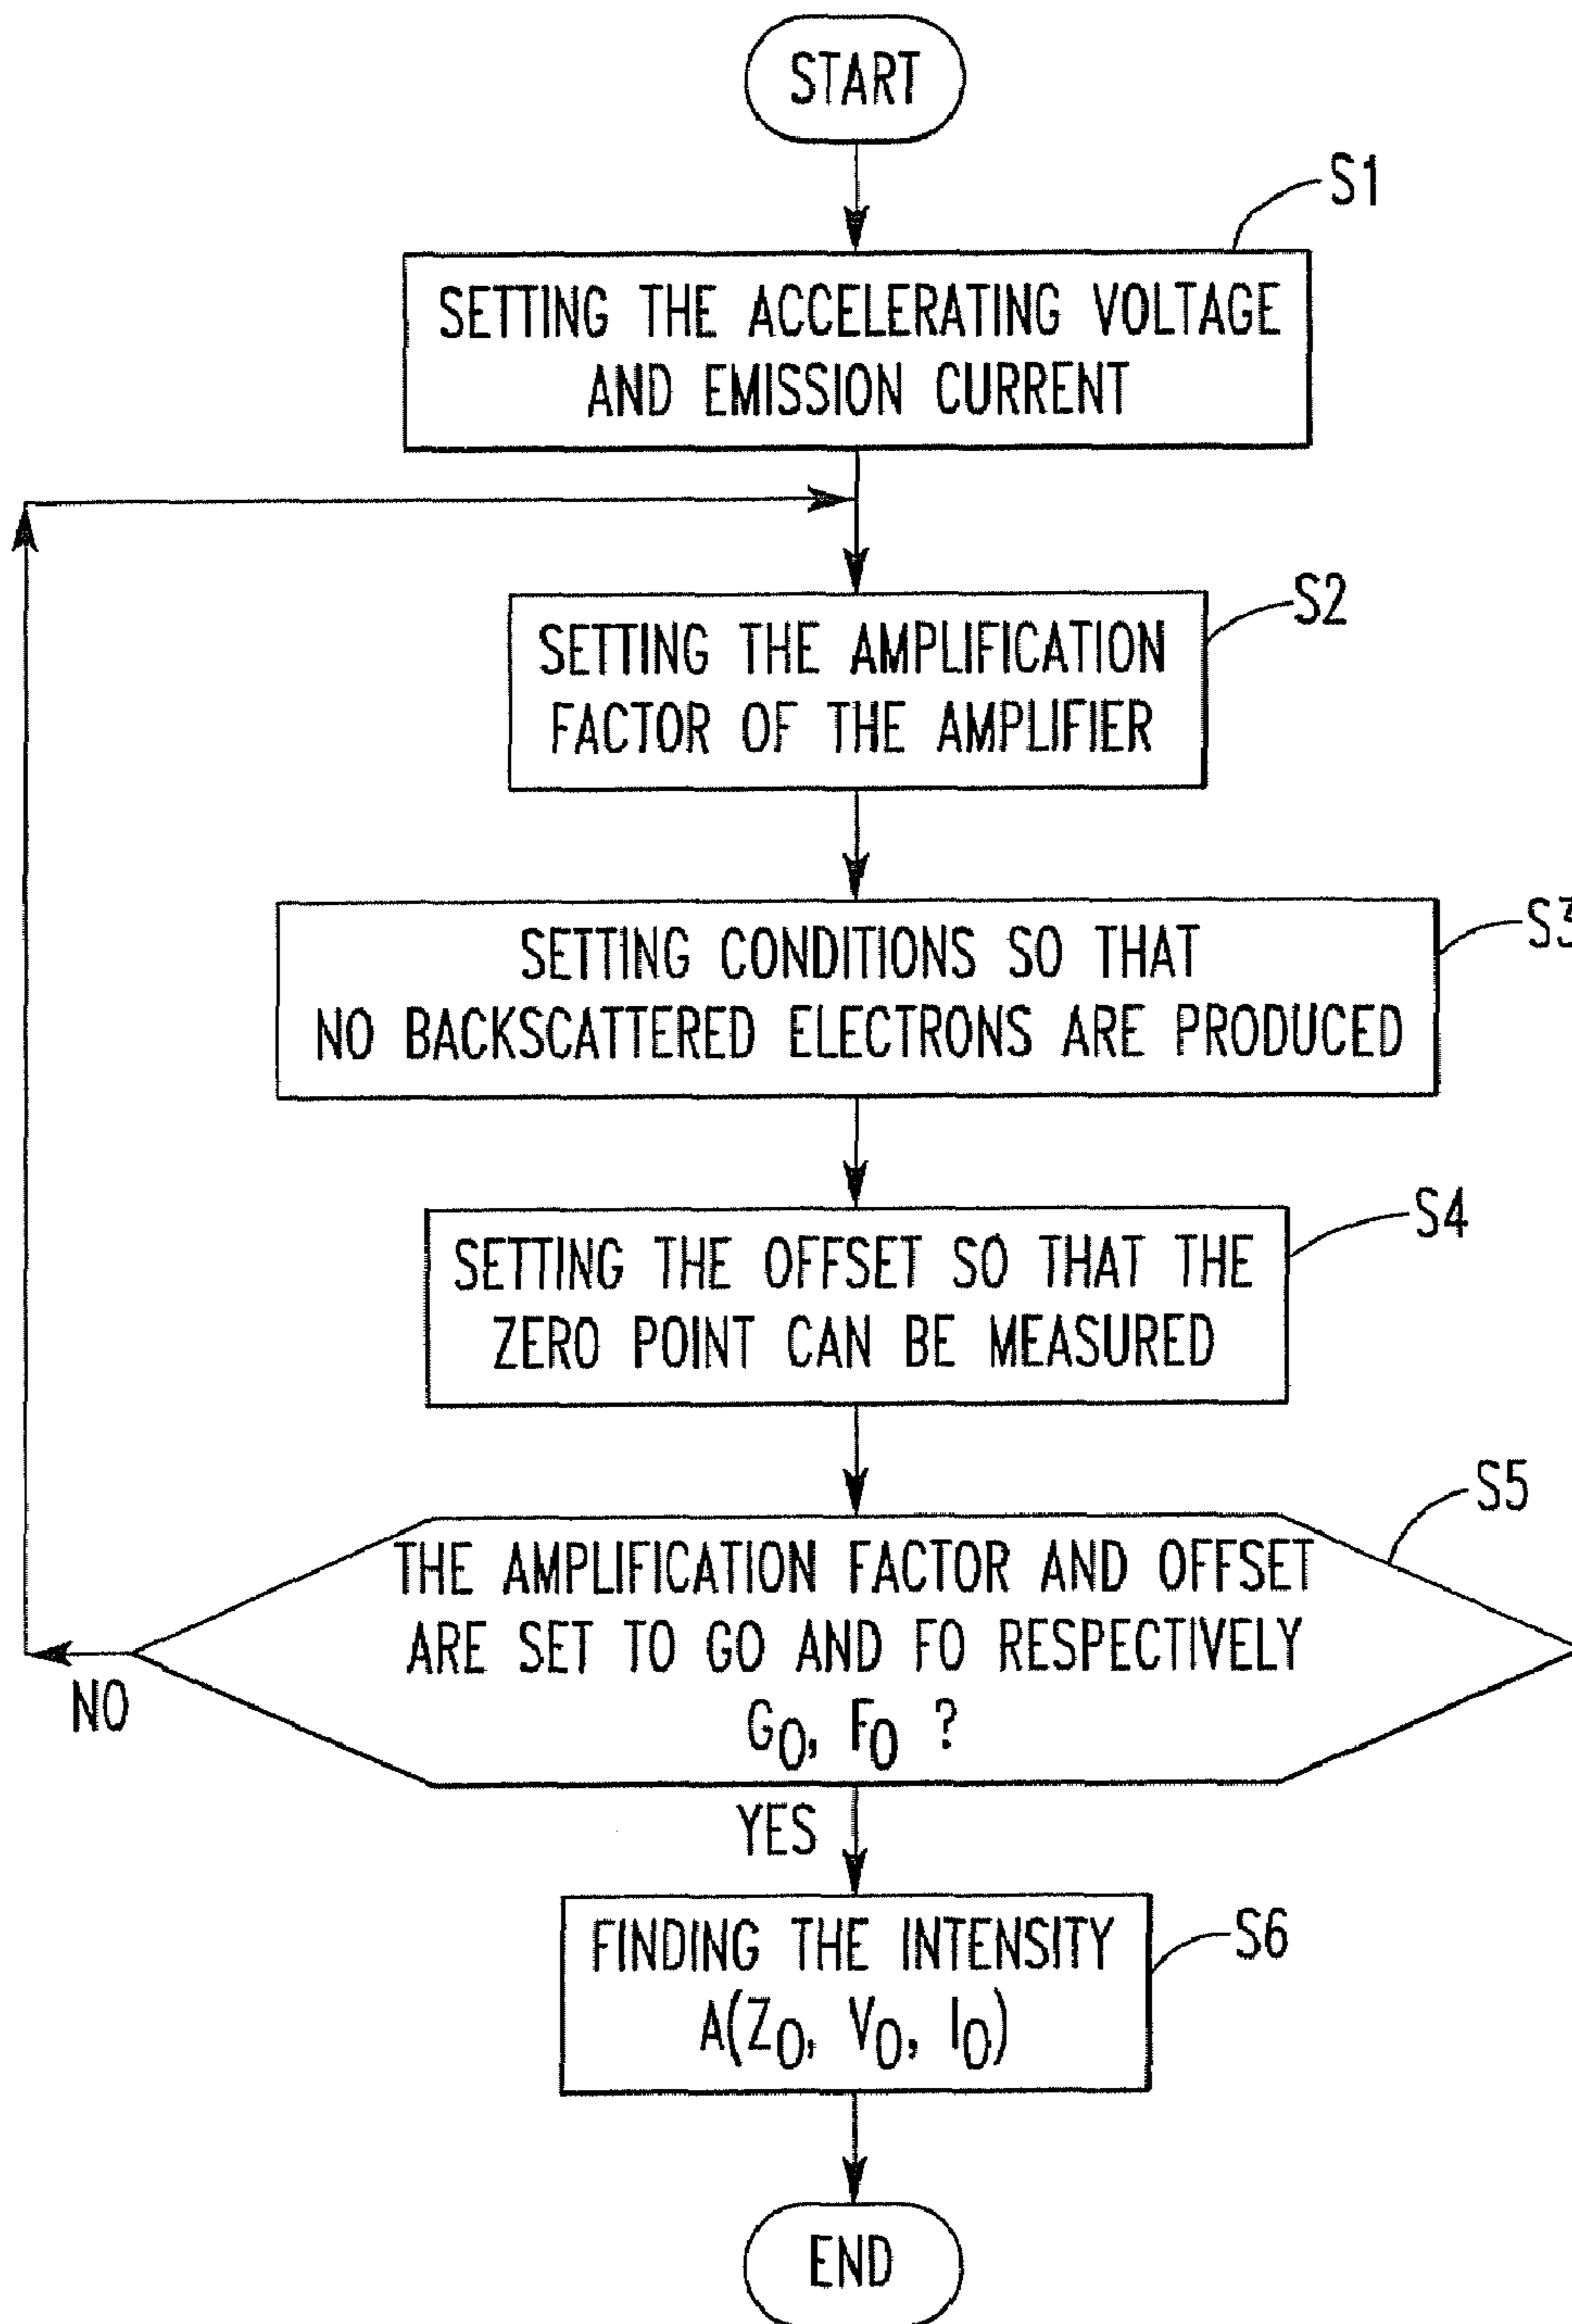 START
S1
SETTING THE ACCELERATING VOLTAGE
AND EMISSION CURRENT
S2
SETTING THE AMPLIFICATION
FACTOR OF THE AMPLIFIER
S3
SETTING CONDITIONS SO THAT
NO BACKSCATTERED ELECTRONS ARE PRODUCED
S4
SETTING THE OFFSET SO THAT THE
ZERO POINT CAN BE MEASURED
S5
THE AMPLIFICATION FACTOR AND OFFSET
ARE SET TO GO AND FO RESPECTIVELY
G0, F0 ?
NO
YES
S6
FINDING THE INTENSITY
A(Z0, V0, I0)
END